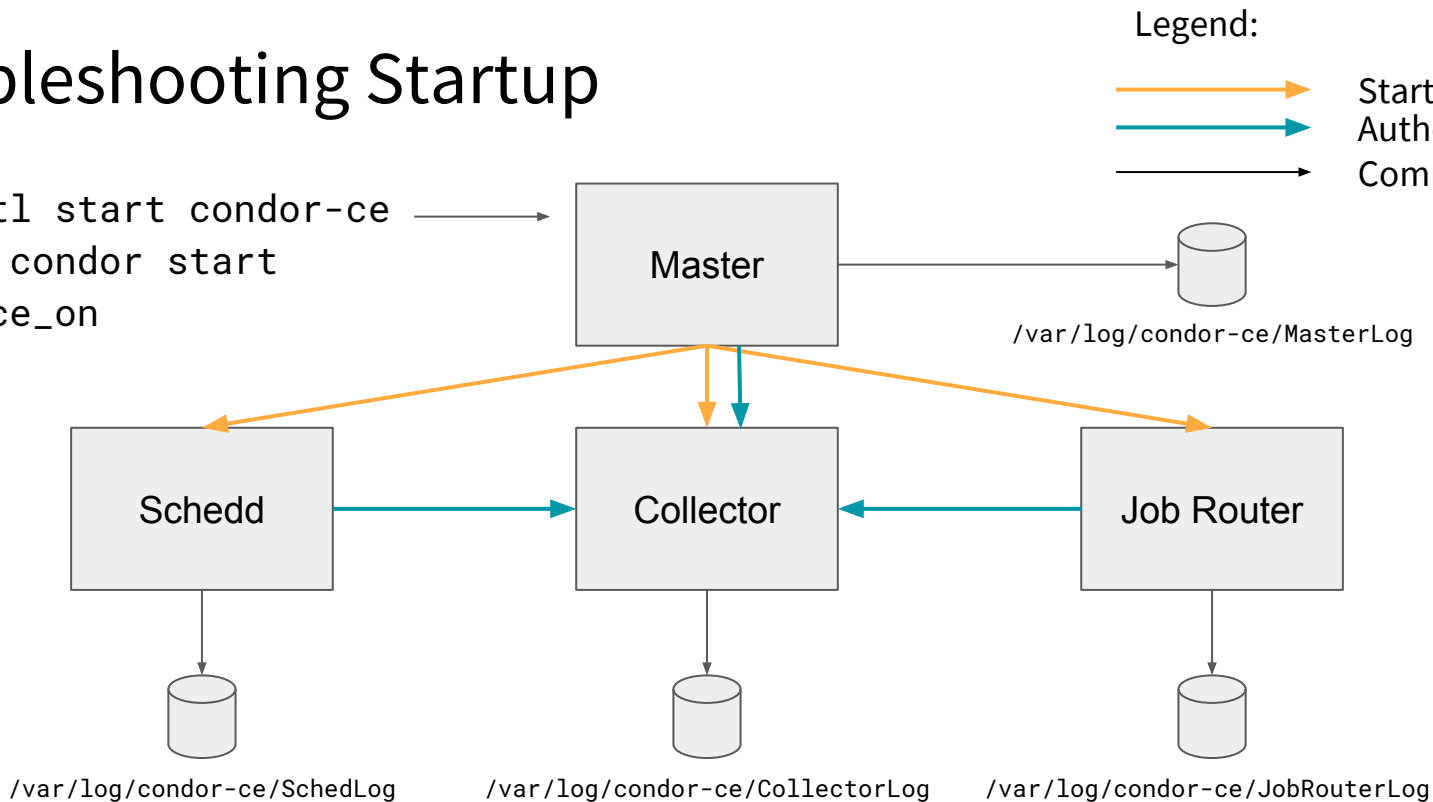 bleshooting Startup
Legend:
Start
Auth
Com
tl start condor-ce
condor start
ce_on
Master
/var/log/condor-ce/MasterLog
Schedd
Collector
Job Router
/var/log/condor-ce/SchedLog
/var/log/condor-ce/CollectorLog
/var/log/condor-ce/JobRouterLog